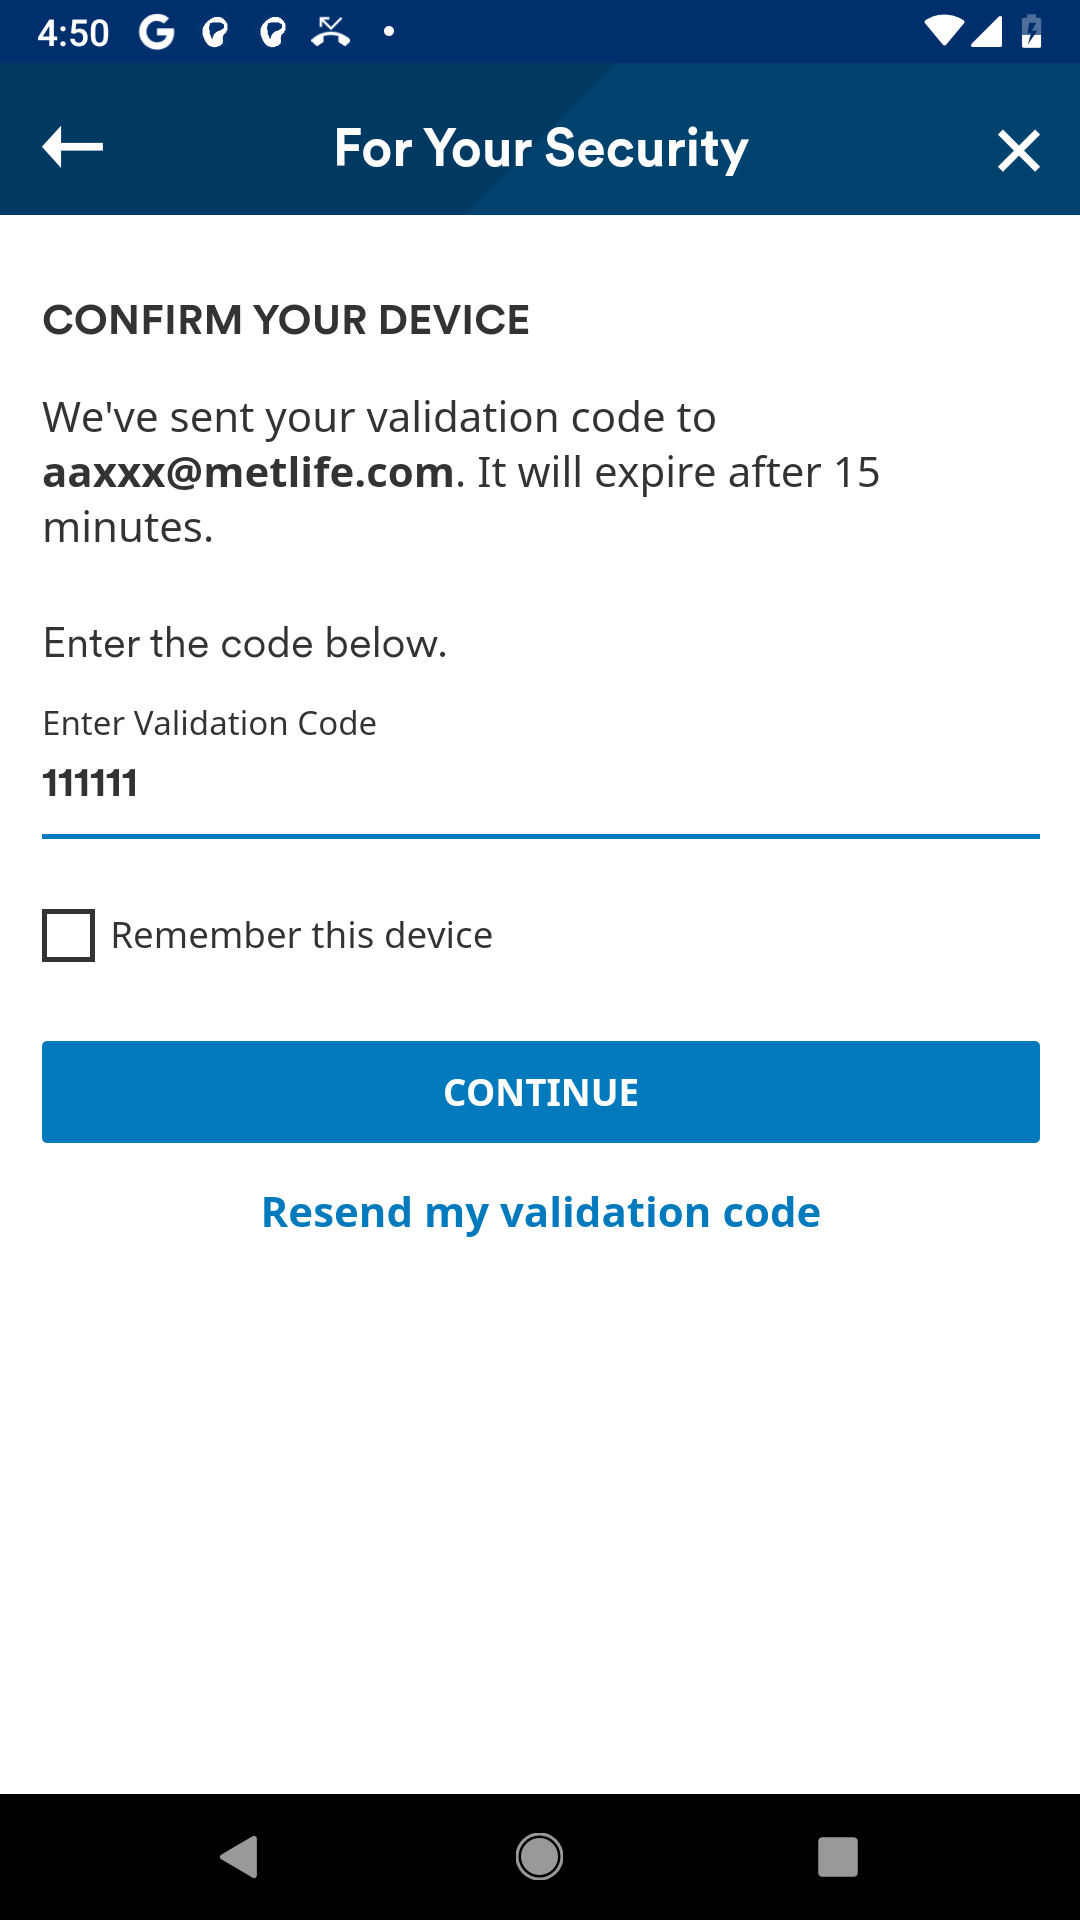 4:50
For Your Security
CONFIRM YOUR DEVICE
We've sent your validation code to
aaxxx@metlife.com. It will expire after 15
minutes.
Enter the code below.
Enter Validation Code
111111
Remember this device
CONTINUE
Resend my validation code